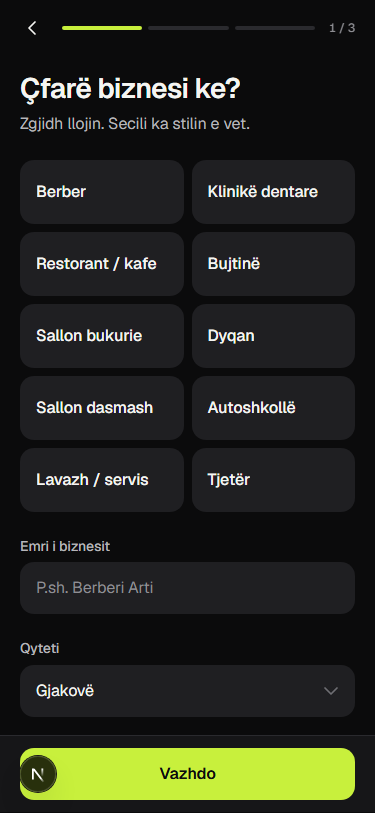 1 / 3
Çfarë biznesi ke?
Zgjidh llojin. Secili ka stilin e vet.
Berber
Klinikë dentare
Restorant / kafe
Bujtinë
Sallon bukurie
Dyqan
Sallon dasmash
Autoshkollë
Lavazh / servis
Tjetër
Emri i biznesit
P.sh. Berberi Arti
Qyteti
Gjakovë
N
Vazhdo